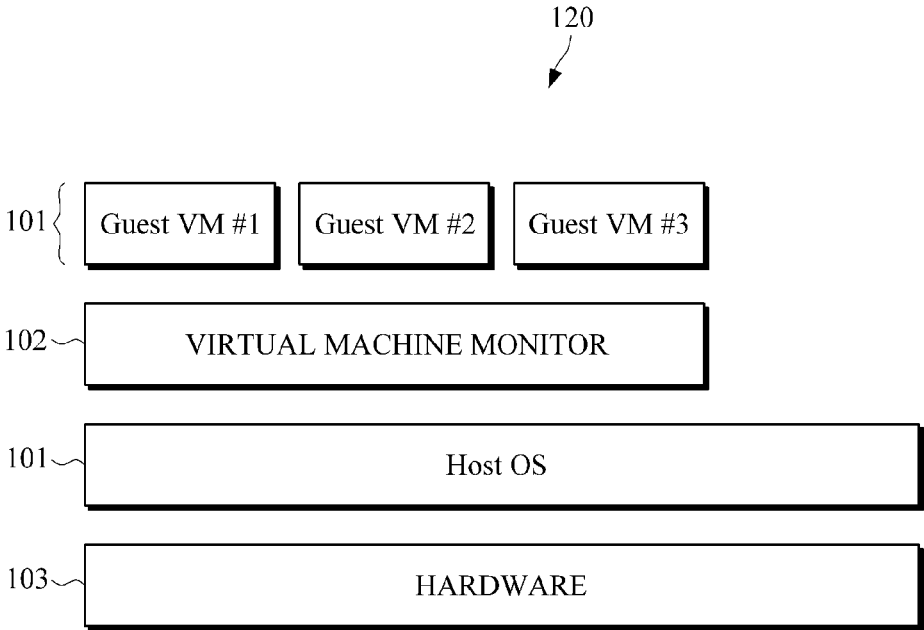 120
101 Guest VM #1 Guest VM #2 Guest VM #3
102 VIRTUAL MACHINE MONITOR
101 Host OS
103 HARDWARE